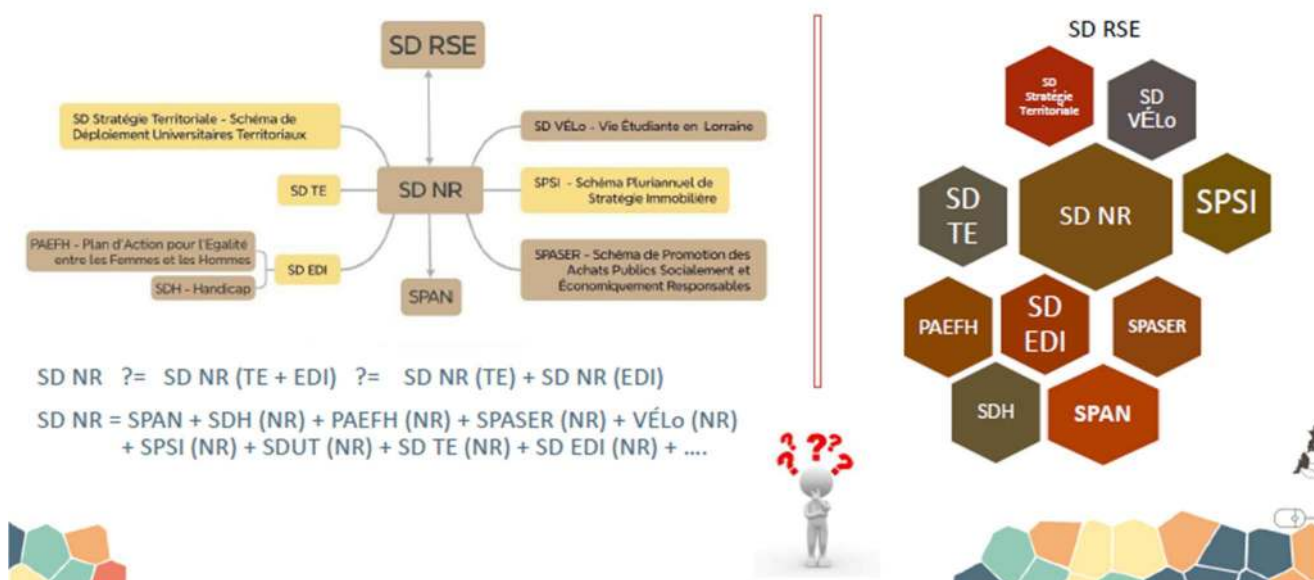 SD RSE
SD Stratégie Territoriale - Schéma de
Déploiement Universitaires Territoriaux
SD VÉLo - Vie Étudiante en Lorraine
SD TE
SD NR
SPSI - Schéma Pluriannuel de
Stratégie Immobilière
PAEFH - Plan d'Action pour l'Egalité
entre les Femmes et les Hommes
SDH - Handicap
SD EDI
SPASER - Schéma de Promotion des
Achats Publics Socialement et
Économiquement Responsables
SPAN
SD NR ?= SD NR (TE + EDI) ?= SD NR (TE) + SD NR (EDI)
SD NR = SPAN + SDH (NR) + PAEFH (NR) + SPASER (NR) + VÉLo (NR)
+ SPSI (NR) + SDUT (NR) + SD TE (NR) + SD EDI (NR) + ....
? ? ? ? ?
SD RSE
SD
Stratégie
Territoriale
SD
VÉLo
SD
TE
SD NR
SPSI
PAEFH
SD
EDI
SPASER
SDH
SPAN